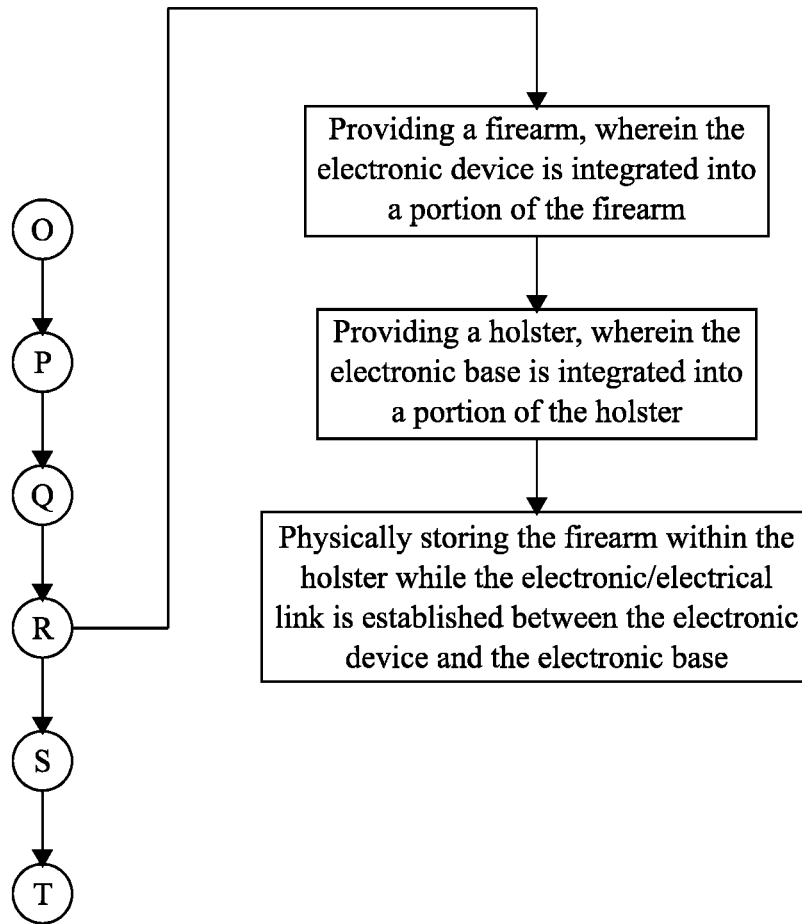 O
P
Q
R
S
T
Providing a firearm, wherein the
electronic device is integrated into
a portion of the firearm
Providing a holster, wherein the
electronic base is integrated into
a portion of the holster
Physically storing the firearm within the
holster while the electronic/electrical
link is established between the electronic
device and the electronic base